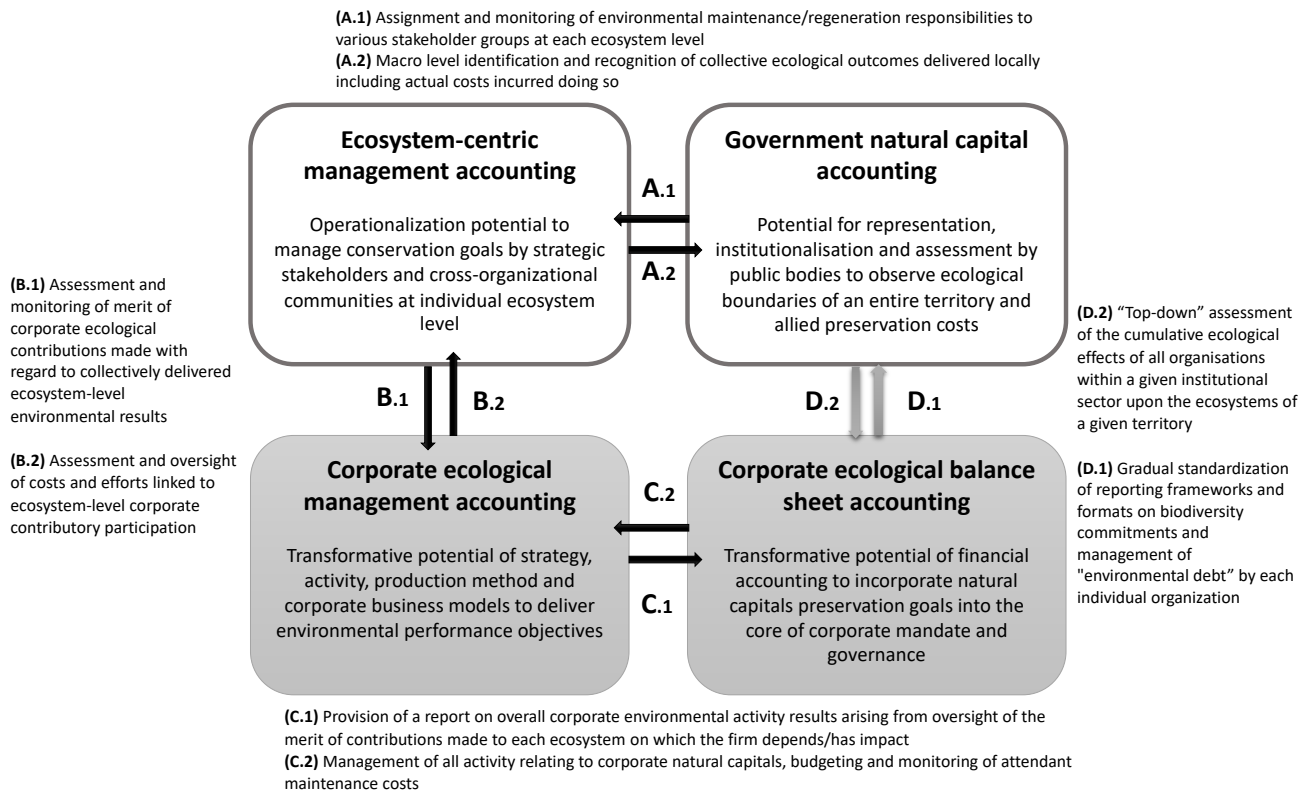 (A.1) Assignment and monitoring of environmental maintenance/regeneration responsibilities to
various stakeholder groups at each ecosystem level
(A.2) Macro level identification and recognition of collective ecological outcomes delivered locally
including actual costs incurred doing so
Ecosystem-centric
management accounting
Operationalization potential to
manage conservation goals by strategic
stakeholders and cross-organizational
communities at individual ecosystem
level
A.1
A.2
Government natural capital
accounting
Potential for representation,
institutionalisation and assessment by
public bodies to observe ecological
boundaries of an entire territory and
allied preservation costs
(B.1) Assessment and
monitoring of merit of
corporate ecological
contributions made with
regard to collectively delivered
ecosystem-level
environmental results
(B.2) Assessment and oversight
of costs and efforts linked to
ecosystem-level corporate
contributory participation
B.1
B.2
D.2
D.1
(D.2) “Top-down” assessment
of the cumulative ecological
effects of all organisations
within a given institutional
sector upon the ecosystems of
a given territory
(D.1) Gradual standardization
of reporting frameworks and
formats on biodiversity
commitments and
management of
"environmental debt” by each
individual organization
Corporate ecological
management accounting
Transformative potential of strategy,
activity, production method and
corporate business models to deliver
environmental performance objectives
C.2
C.1
Corporate ecological balance
sheet accounting
Transformative potential of financial
accounting to incorporate natural
capitals preservation goals into the
core of corporate mandate and
governance
(C.1) Provision of a report on overall corporate environmental activity results arising from oversight of the
merit of contributions made to each ecosystem on which the firm depends/has impact
(C.2) Management of all activity relating to corporate natural capitals, budgeting and monitoring of attendant
maintenance costs